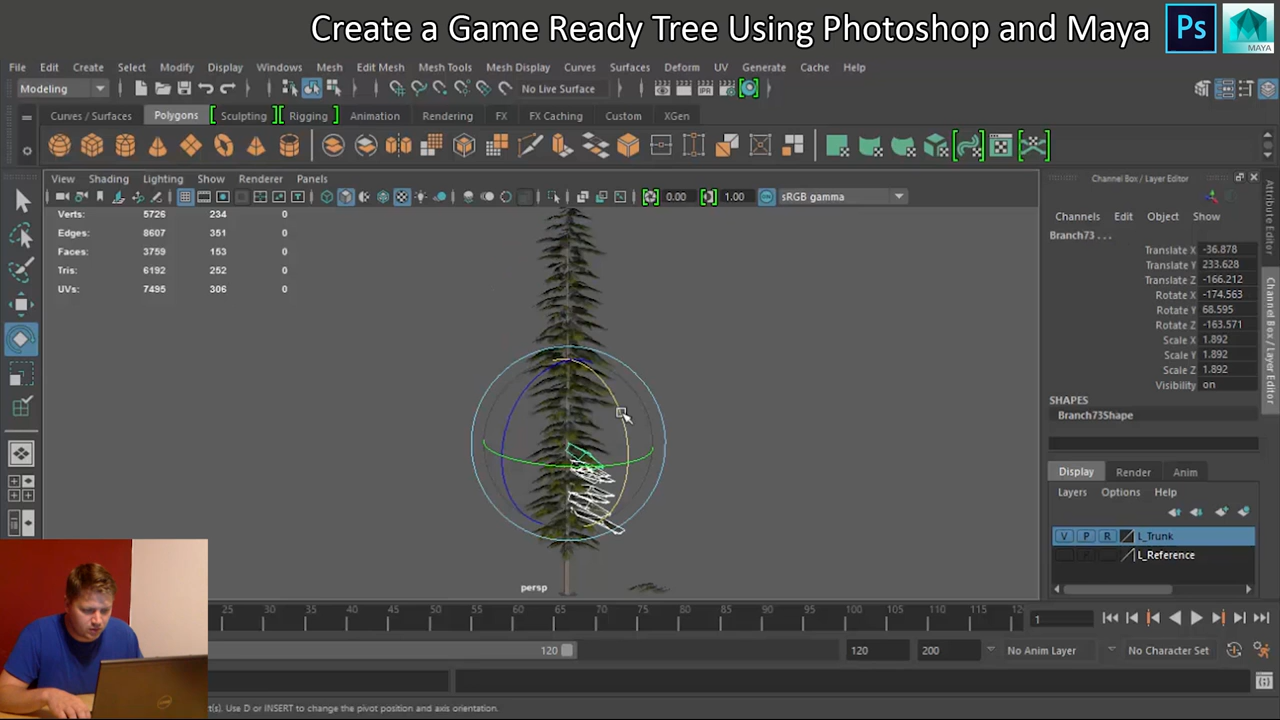 Create a Game Ready Tree Using Photoshop and Maya
Ps
MAYA
File Edit Create Select Modify Display Windows Mesh Edit Mesh Mesh Tools Mesh Display Curves Surfaces Deform UV Generate Cache Help
Modeling
No Live Surface
Curves / Surfaces Polygons Sculpting Rigging Animation Rendering FX FX Caching Custom XGen
View Shading Lighting Show Renderer Panels
0.00 1.00 sRGB gamma
Verts: 5726 234 0
Edges: 8607 351 0
Faces: 3759 153 0
Tris: 6192 252 0
UVs: 7495 306 0
persp
Channel Box / Layer Editor
Channels Edit Object Show
Branch73 . . .
Translate X -36.878
Translate Y 233.628
Translate Z -166.212
Rotate X -174.563
Rotate Y 68.595
Rotate Z -163.571
Scale X 1.892
Scale Y 1.892
Scale Z 1.892
Visibility on
SHAPES
Branch73Shape
Display Render Anim
Layers Options Help
V P R L_Trunk
L_Reference
Attribute Editor
Channel Box / Layer Editor
25 30 35 40 45 50 55 60 65 70 75 80 85 90 95 100 105 110 115 12
1
120 120 200 No Anim Layer No Character Set
ct(s). Use D or INSERT to change the pivot position and axis orientation.